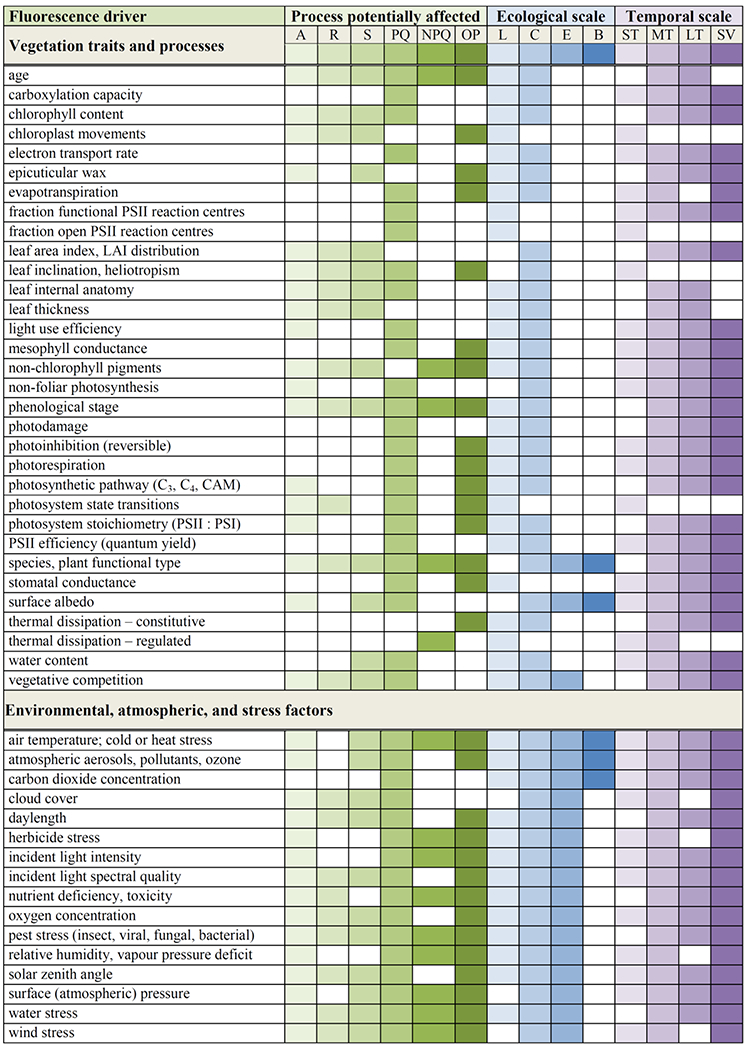 Fluorescence driver Process potentially affected Ecological scale Temporal scale
Vegetation traits and processes A R S PQ NPQ OP L C E B ST MT LT SV
age
carboxylation capacity
chlorophyll content
chloroplast movements
electron transport rate
epicuticular wax
evapotranspiration
fraction functional PSII reaction centres
fraction open PSII reaction centres
leaf area index, LAI distribution
leaf inclination, heliotropism
leaf internal anatomy
leaf thickness
light use efficiency
mesophyll conductance
non-chlorophyll pigments
non-foliar photosynthesis
phenological stage
photodamage
photoinhibition (reversible)
photorespiration
photosynthetic pathway (C₃, C₄, CAM)
photosystem state transitions
photosystem stoichiometry (PSII : PSI)
PSII efficiency (quantum yield)
species, plant functional type
stomatal conductance
surface albedo
thermal dissipation – constitutive
thermal dissipation – regulated
water content
vegetative competition
Environmental, atmospheric, and stress factors
air temperature; cold or heat stress
atmospheric aerosols, pollutants, ozone
carbon dioxide concentration
cloud cover
daylength
herbicide stress
incident light intensity
incident light spectral quality
nutrient deficiency, toxicity
oxygen concentration
pest stress (insect, viral, fungal, bacterial)
relative humidity, vapour pressure deficit
solar zenith angle
surface (atmospheric) pressure
water stress
wind stress